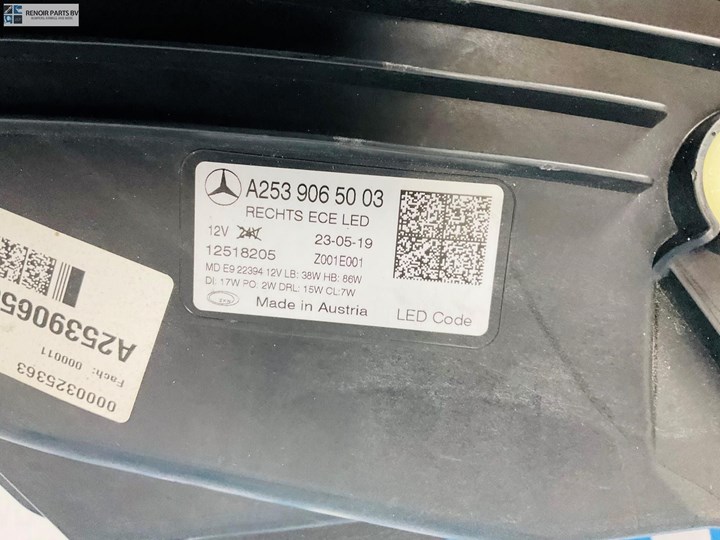 RENOIR PARTS BV
A253 906 50 03
RECHTS ECE LED
12V 24V 23-05-19
12518205 Z001E001
MD E9 22394 12V LB: 38W HB: 86W
DI: 17W PO: 2W DRL: 15W CL:7W
Made in Austria
LED Code
A25390650
Fach: 000011
0000325363